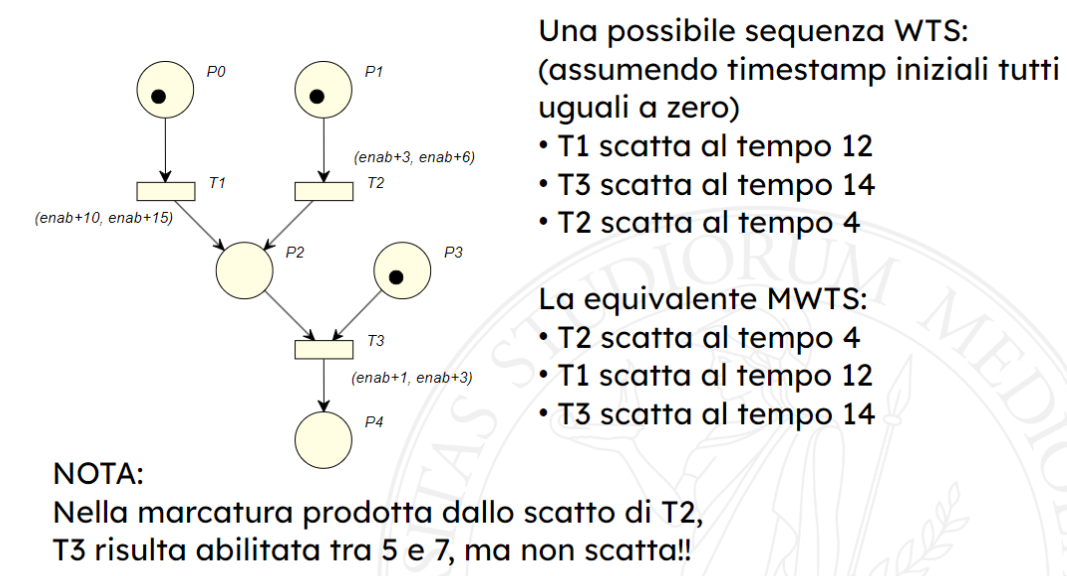 P0
P1
(enab+3, enab+6)
T1
T2
(enab+10, enab+15)
P2
P3
T3
(enab+1, enab+3)
P4
Una possibile sequenza WTS:
(assumendo timestamp iniziali tutti
uguali a zero)
• T1 scatta al tempo 12
• T3 scatta al tempo 14
• T2 scatta al tempo 4
La equivalente MWTS:
• T2 scatta al tempo 4
• T1 scatta al tempo 12
• T3 scatta al tempo 14
NOTA:
Nella marcatura prodotta dallo scatto di T2,
T3 risulta abilitata tra 5 e 7, ma non scatta!!